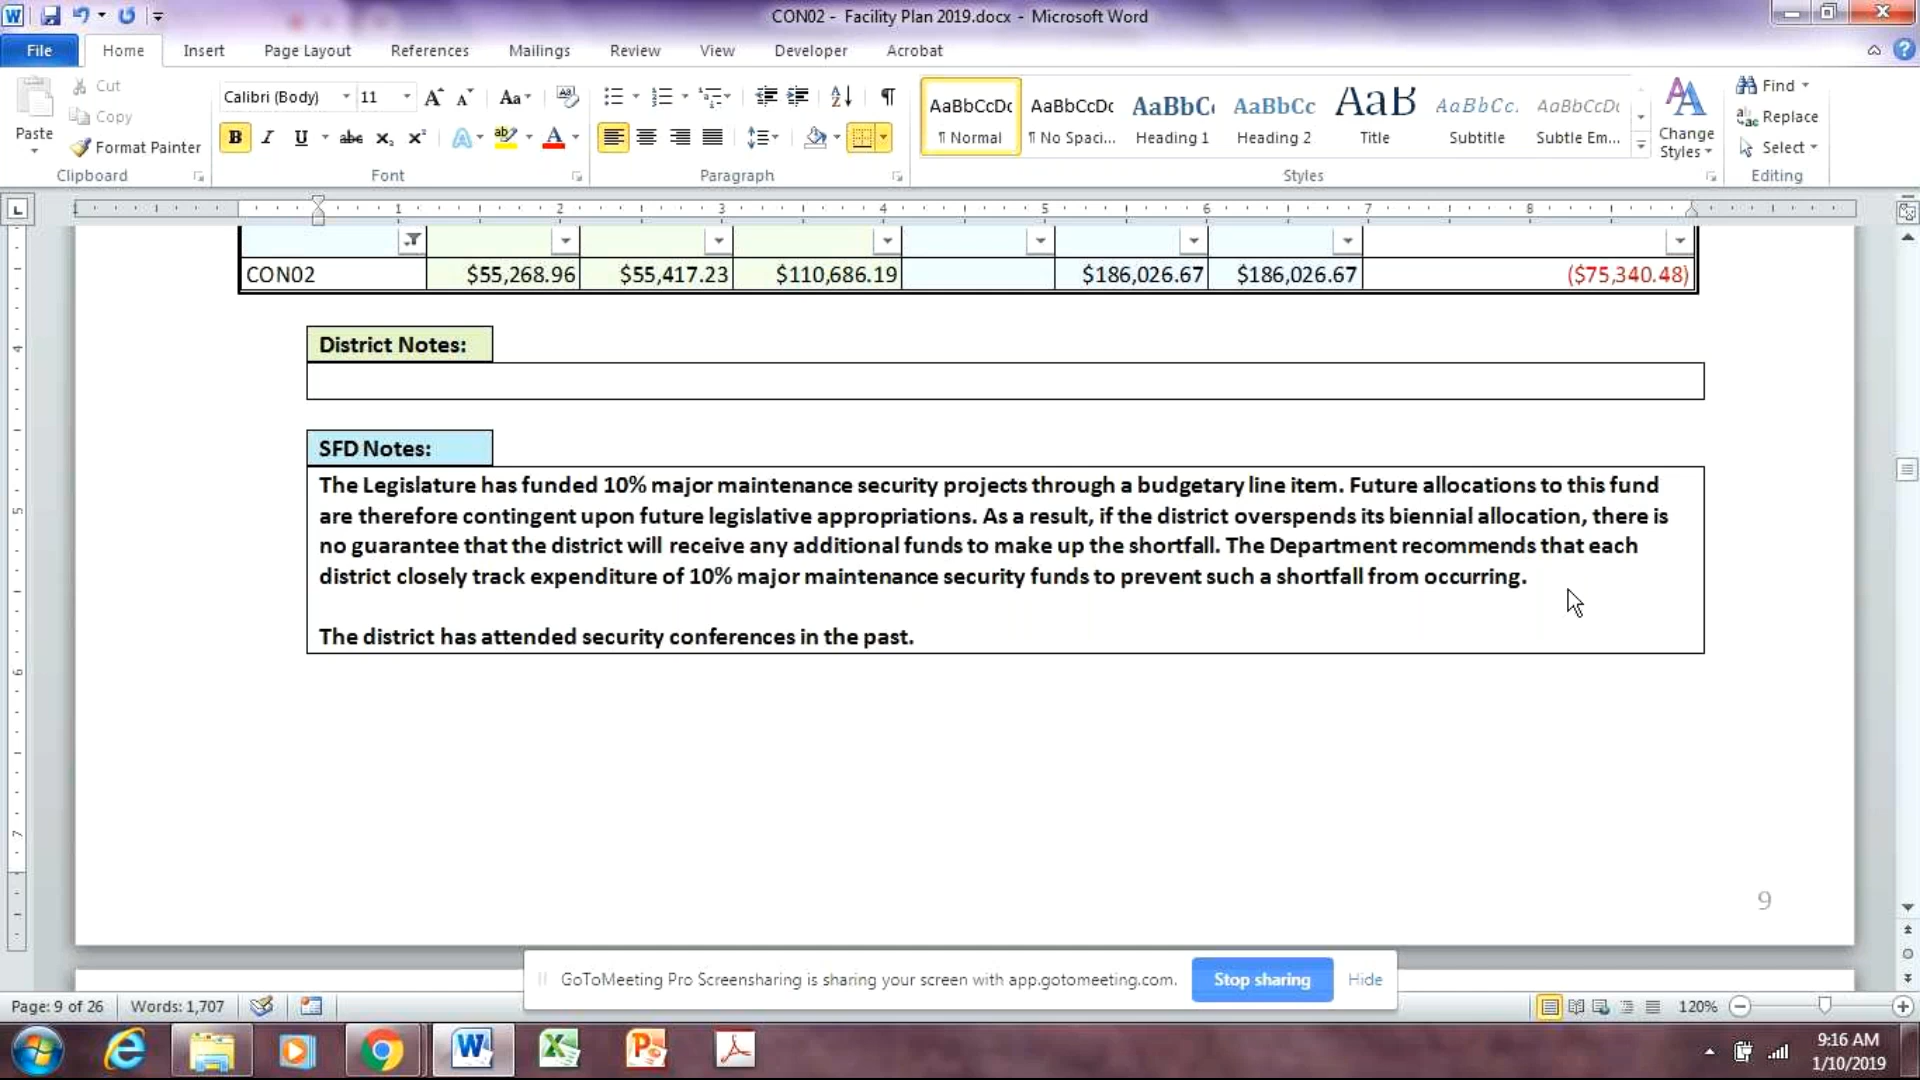 CON02 - Facility Plan 2019.docx - Microsoft Word
File Home Insert Page Layout References Mailings Review View Developer Acrobat
Cut
Copy
Format Painter
Paste
Clipboard
Calibri (Body) 11
Font
Paragraph
AaBbCcDc AaBbCcDc AaBbC AaBbCc AaB AaBbCc. AaBbCcDc
¶ Normal ¶ No Spaci... Heading 1 Heading 2 Title Subtitle Subtle Em...
Change
Styles
Styles
Find
Replace
Select
Editing
1 1 2 3 4 5 6 7 8
CON02 $55,268.96 $55,417.23 $110,686.19 $186,026.67 $186,026.67 ($75,340.48)
District Notes:
SFD Notes:
The Legislature has funded 10% major maintenance security projects through a budgetary line item. Future allocations to this fund
are therefore contingent upon future legislative appropriations. As a result, if the district overspends its biennial allocation, there is
no guarantee that the district will receive any additional funds to make up the shortfall. The Department recommends that each
district closely track expenditure of 10% major maintenance security funds to prevent such a shortfall from occurring.
The district has attended security conferences in the past.
9
GoToMeeting Pro Screensharing is sharing your screen with app.gotomeeting.com. Stop sharing Hide
Page: 9 of 26 Words: 1,707 120%
9:16 AM
1/10/2019